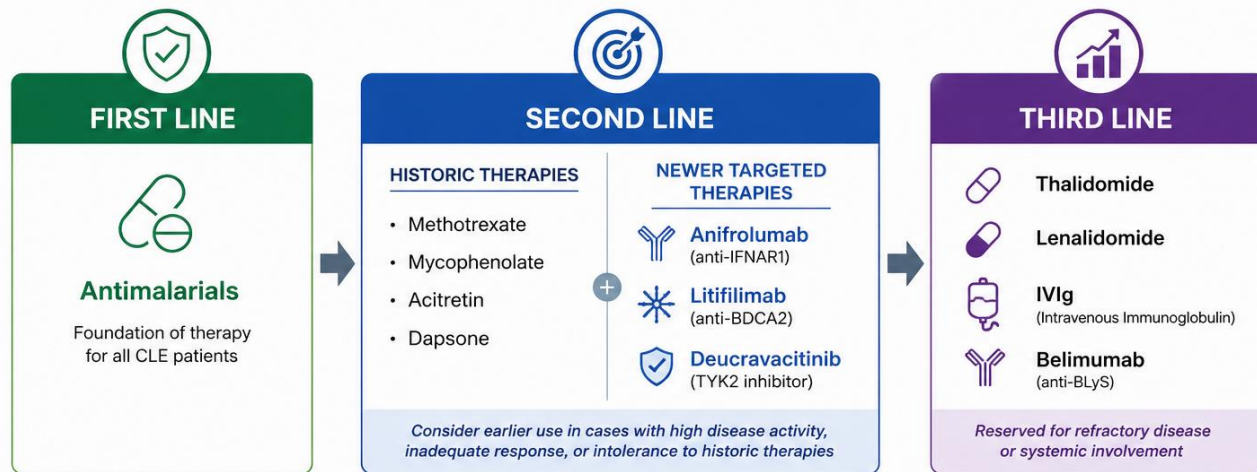 FIRST LINE
Antimalarials
Foundation of therapy
for all CLE patients
SECOND LINE
HISTORIC THERAPIES
• Methotrexate
• Mycophenolate
• Acitretin
• Dapsone
+
NEWER TARGETED
THERAPIES
Anifrolumab
(anti-IFNAR1)
Litifilimab
(anti-BDCA2)
Deucravacitinib
(TYK2 inhibitor)
Consider earlier use in cases with high disease activity,
inadequate response, or intolerance to historic therapies
THIRD LINE
Thalidomide
Lenalidomide
IVIg
(Intravenous Immunoglobulin)
Belimumab
(anti-BLyS)
Reserved for refractory disease
or systemic involvement